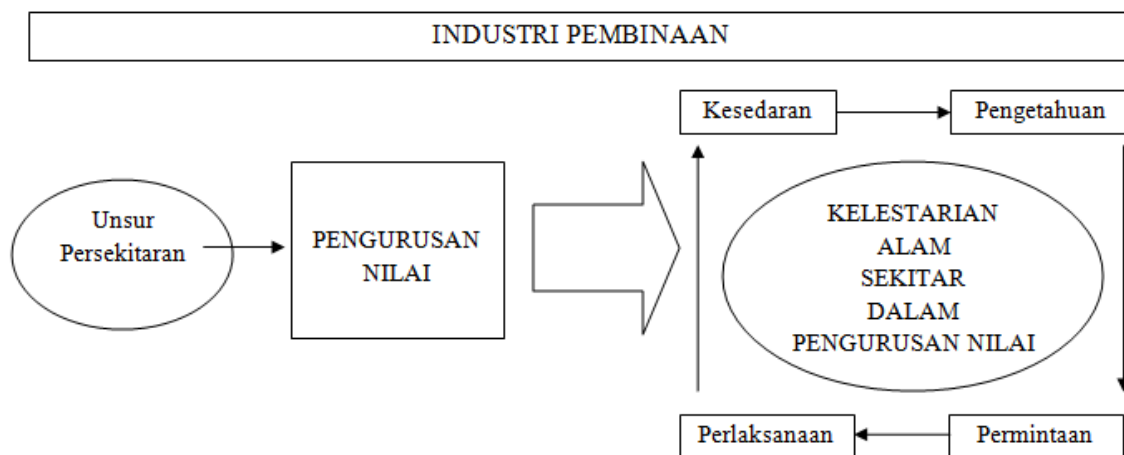 INDUSTRI PEMBINAAN
Kesedaran
Pengetahuan
Unsur
Persekitaran
PENGURUSAN
NILAI
KELESTARIAN
ALAM
SEKITAR
DALAM
PENGURUSAN NILAI
Perlaksanaan
Permintaan